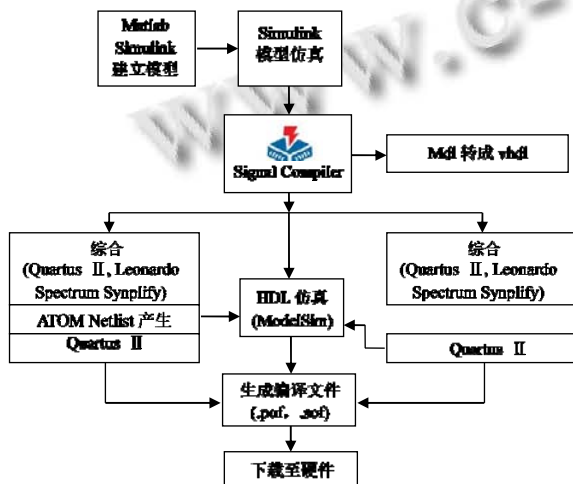 Matlab
Simulink
建立模型
Simulink
模型仿真
Signal Compiler
Mdl 转成 vhdl
综合
(Quartus Ⅱ, Leonardo
Spectrum Synplify)
ATOM Netlist 产生
Quartus Ⅱ
HDL 仿真
(ModelSim)
综合
(Quartus Ⅱ, Leonardo
Spectrum Synplify)
Quartus Ⅱ
生成编译文件
(.pof，.sof)
下载至硬件
www.c-